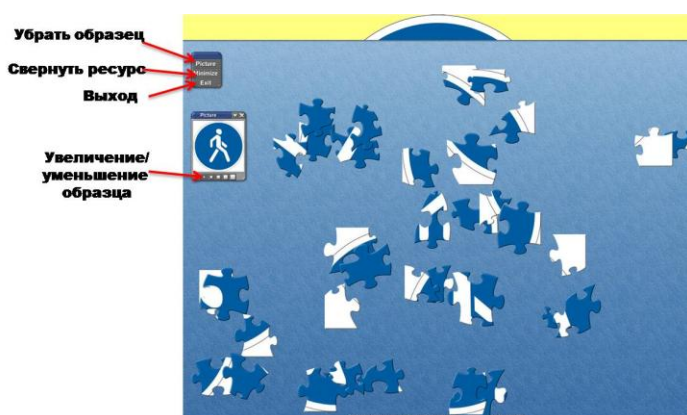 Убрать образец
Свернуть ресурс
Выход
Picture
Minimize
Exit
Picture
Увеличение/
уменьшение
образца